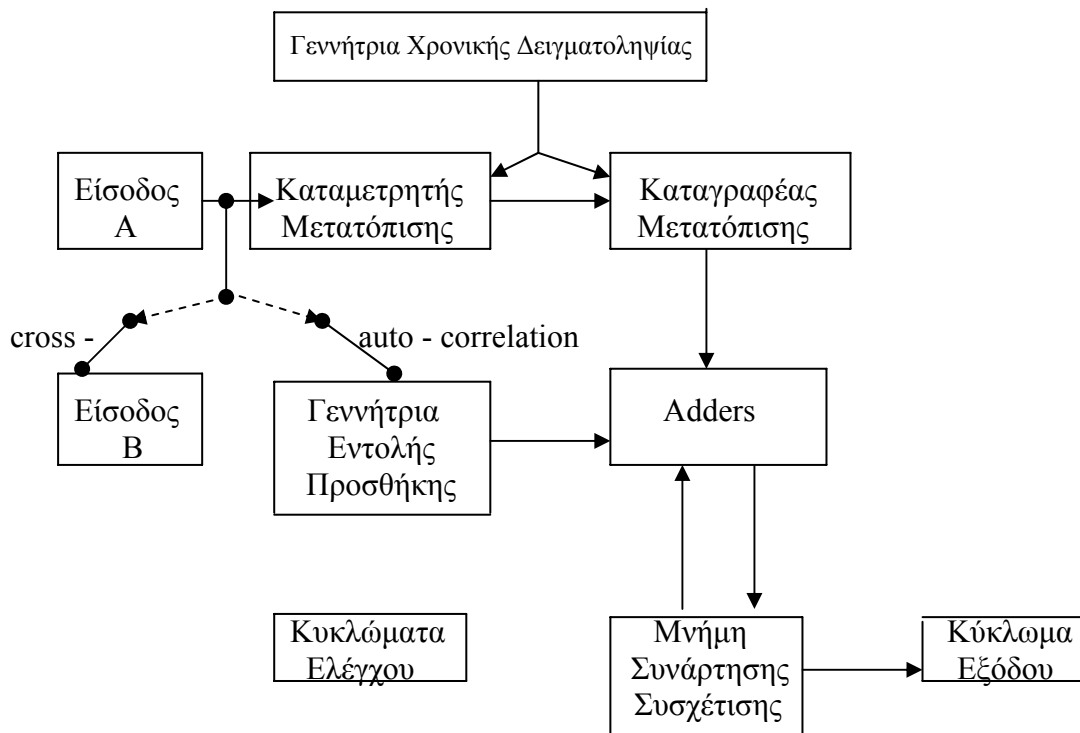 Γεννήτρια Χρονικής Δειγματοληψίας
Είσοδος
Α
Καταμετρητής
Μετατόπισης
Καταγραφέας
Μετατόπισης
cross -
auto - correlation
Είσοδος
Β
Γεννήτρια
Εντολής
Προσθήκης
Adders
Κυκλώματα
Ελέγχου
Μνήμη
Συνάρτησης
Συσχέτισης
Κύκλωμα
Εξόδου